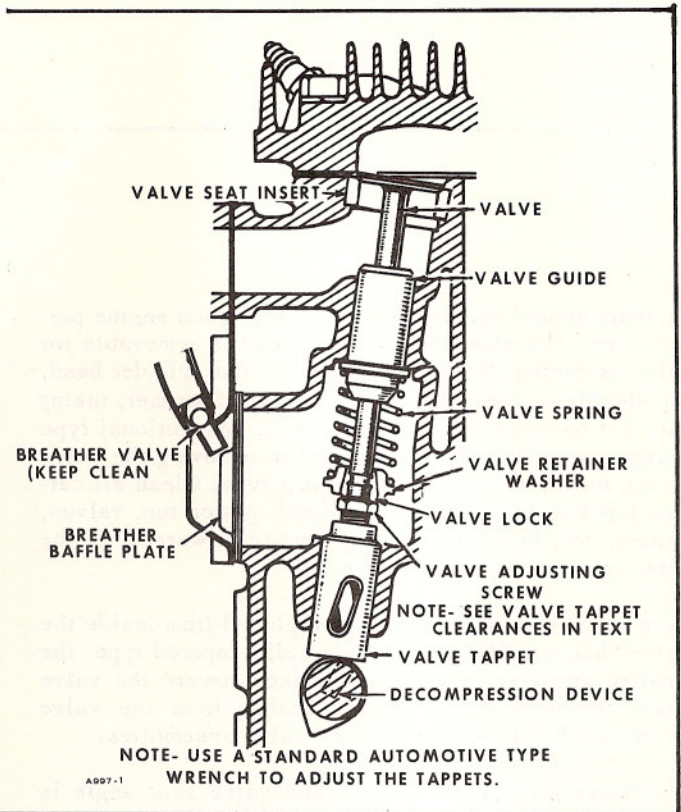 VALVE SEAT INSERT
VALVE
VALVE GUIDE
VALVE SPRING
BREATHER VALVE
(KEEP CLEAN
VALVE RETAINER
WASHER
VALVE LOCK
BREATHER
BAFFLE PLATE
VALVE ADJUSTING
SCREW
NOTE- SEE VALVE TAPPET
CLEARANCES IN TEXT
VALVE TAPPET
DECOMPRESSION DEVICE
NOTE- USE A STANDARD AUTOMOTIVE TYPE
WRENCH TO ADJUST THE TAPPETS.
A997-1